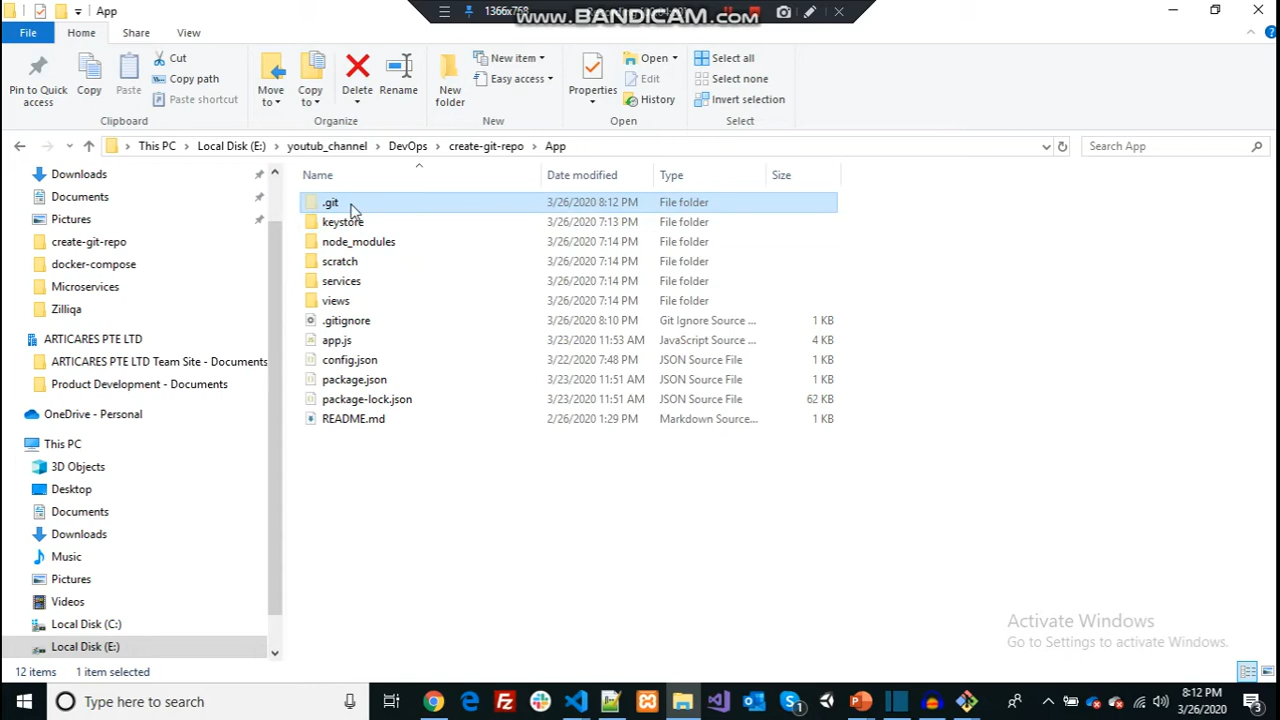 App
1366x768
www.BANDICAM.com
File
Home
Share
View
Pin to Quick access
Copy
Paste
Cut
Copy path
Paste shortcut
Clipboard
Move to
Copy to
Delete
Rename
Organize
New folder
New item
Easy access
New
Properties
Open
Edit
History
Open
Select all
Select none
Invert selection
Select
This PC › Local Disk (E:) › youtub_channel › DevOps › create-git-repo › App
Search App
Downloads
Documents
Pictures
create-git-repo
docker-compose
Microservices
Zilliqa
ARTICARES PTE LTD
ARTICARES PTE LTD Team Site - Documents
Product Development - Documents
OneDrive - Personal
This PC
3D Objects
Desktop
Documents
Downloads
Music
Pictures
Videos
Local Disk (C:)
Local Disk (E:)
Name Date modified Type Size
.git 3/26/2020 8:12 PM File folder
keystore 3/26/2020 7:13 PM File folder
node_modules 3/26/2020 7:14 PM File folder
scratch 3/26/2020 7:14 PM File folder
services 3/26/2020 7:14 PM File folder
views 3/26/2020 7:14 PM File folder
.gitignore 3/26/2020 8:10 PM Git Ignore Source ... 1 KB
app.js 3/23/2020 11:53 AM JavaScript Source ... 4 KB
config.json 3/22/2020 7:48 PM JSON Source File 1 KB
package.json 3/23/2020 11:51 AM JSON Source File 1 KB
package-lock.json 3/23/2020 11:51 AM JSON Source File 62 KB
README.md 2/26/2020 1:29 PM Markdown Source... 1 KB
Activate Windows
Go to Settings to activate Windows.
12 items 1 item selected
Type here to search
8:12 PM
3/26/2020